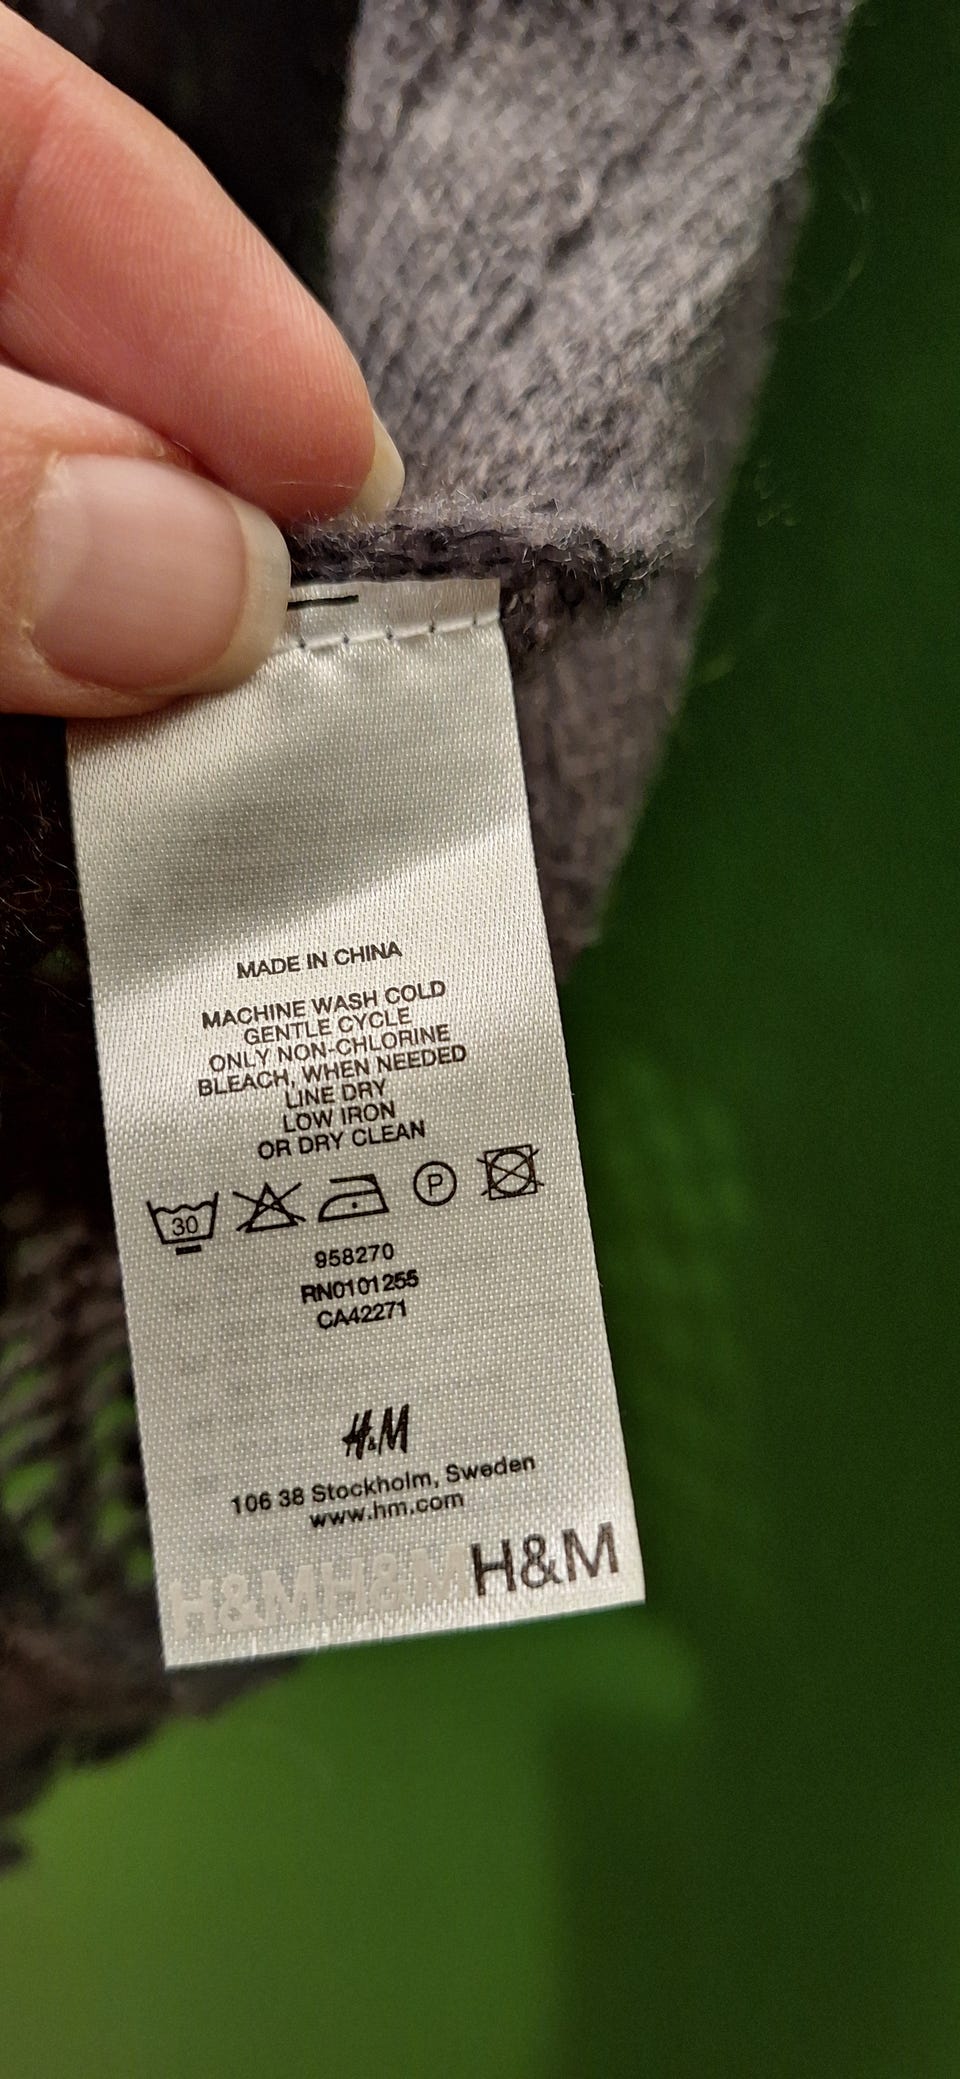 MADE IN CHINA
MACHINE WASH COLD
GENTLE CYCLE
ONLY NON-CHLORINE
BLEACH, WHEN NEEDED
LINE DRY
LOW IRON
OR DRY CLEAN
30 P
958270
RN0101255
CA42271
H&M
106 38 Stockholm, Sweden
www.hm.com
H&MH&MH&M